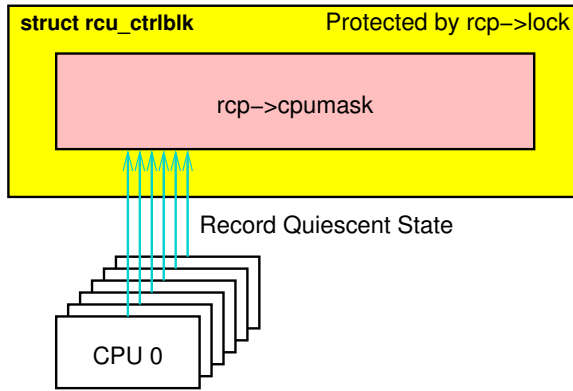 struct rcu_ctrlblk Protected by rcp->lock
rcp->cpumask
Record Quiescent State
CPU 0